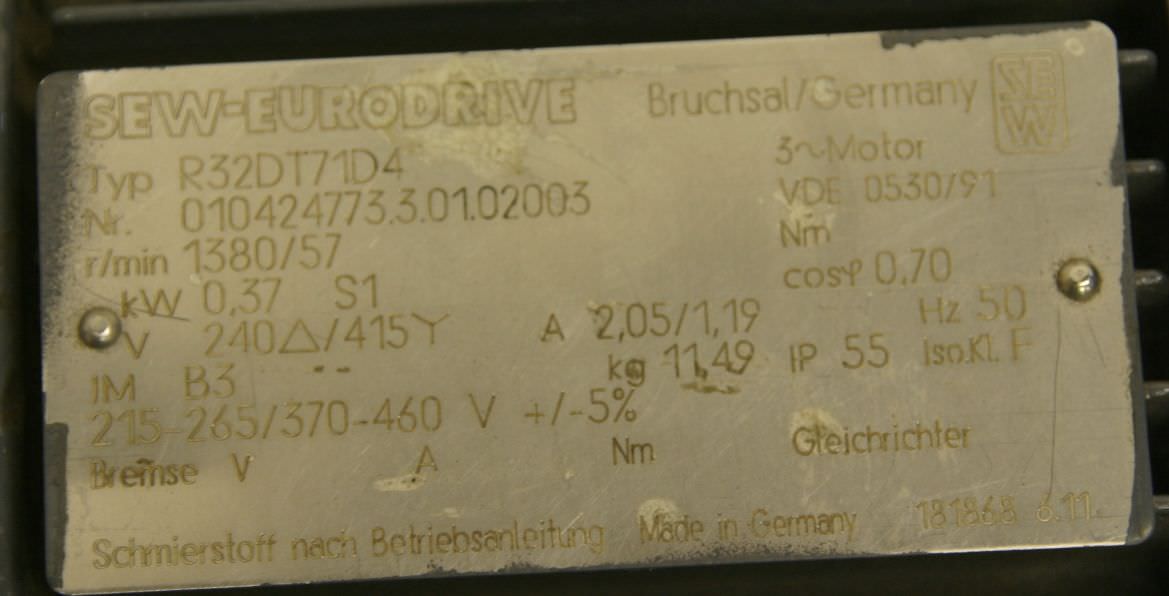 SEW-EURODRIVE Bruchsal/Germany SEW
Typ R32DT71D4 3~Motor
Nr. 010424773.3.01.02003 VDE 0530/91
r/min 1380/57 Nm
kW 0,37 S1 cosφ 0,70
V 240△/415Y A 2,05/1,19 Hz 50
IM B3 kg 11,49 IP 55 Iso.Kl. F
215-265/370-460 V +/-5%
Bremse V A Nm Gleichrichter
Schmierstoff nach Betriebsanleitung Made in Germany 181868 6.11